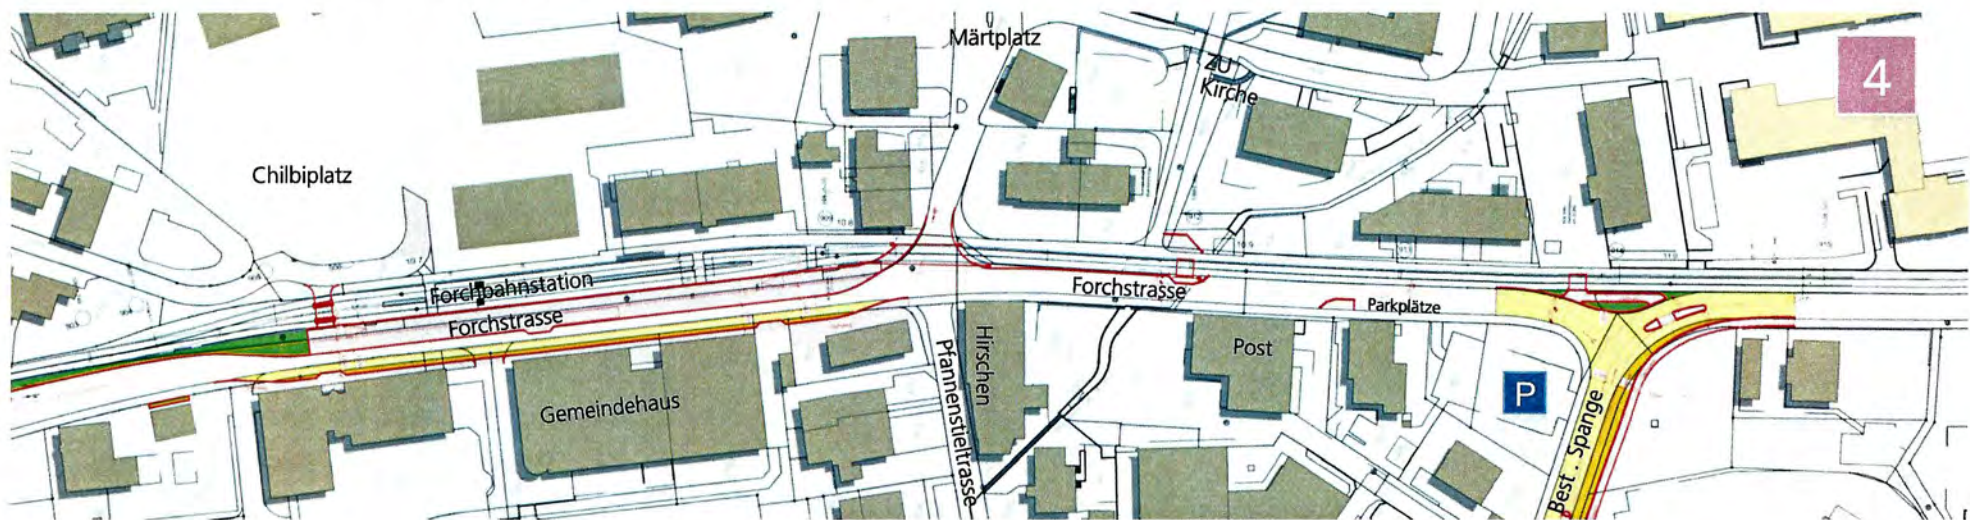 Märtplatz
ZU
Kirche
4
Chilbiplatz
Forchbahnstation
Forchstrasse
Forchstrasse
Parkplätze
Hirschen
Pfannenstieltrasse
Post
P
Gemeindehaus
Best . Spange